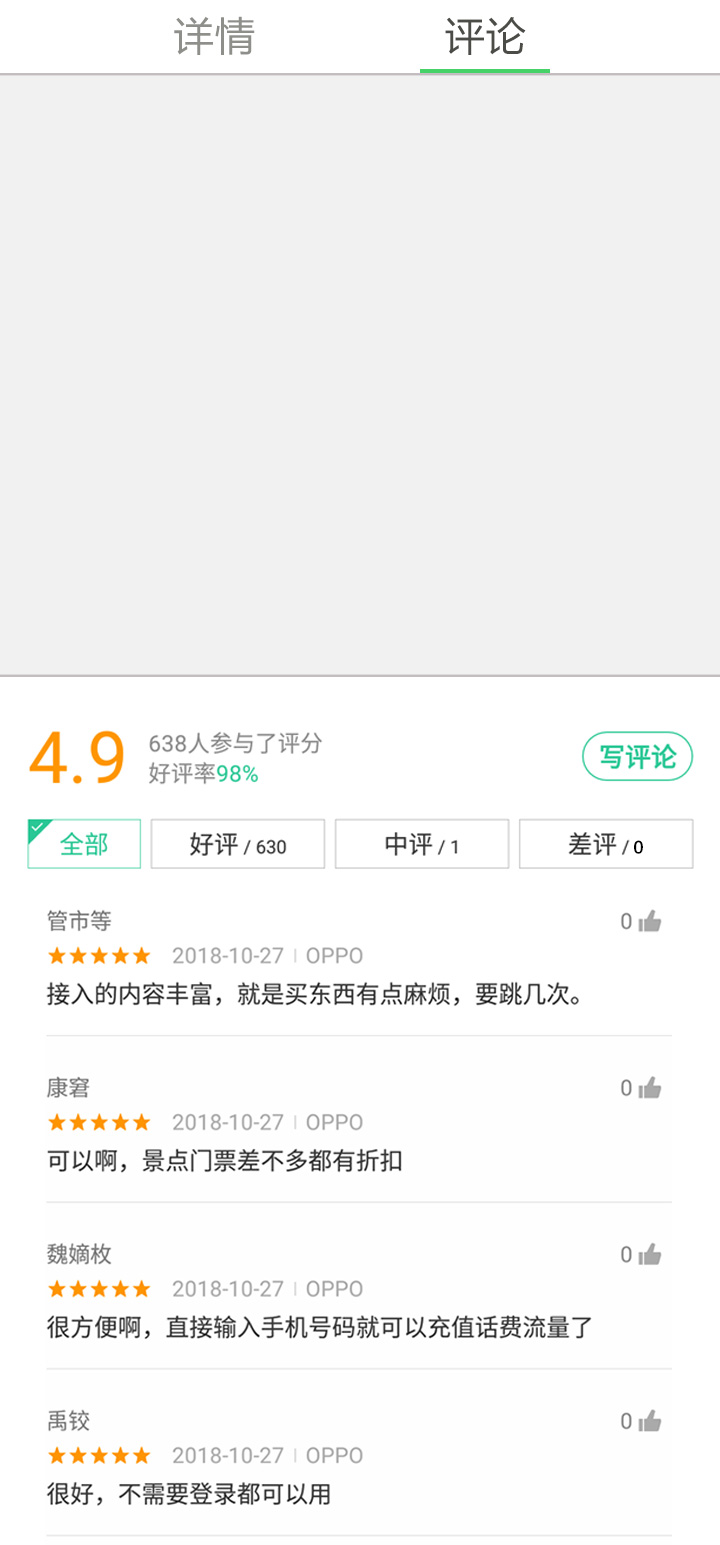 详情 评论
4.9
638人参与了评分
好评率98%
写评论
全部 好评 / 630 中评 / 1 差评 / 0
管市等 0
2018-10-27 | OPPO
接入的内容丰富，就是买东西有点麻烦，要跳几次。
康窘 0
2018-10-27 | OPPO
可以啊，景点门票差不多都有折扣
魏嫡枚 0
2018-10-27 | OPPO
很方便啊，直接输入手机号码就可以充值话费流量了
禹铰 0
2018-10-27 | OPPO
很好，不需要登录都可以用